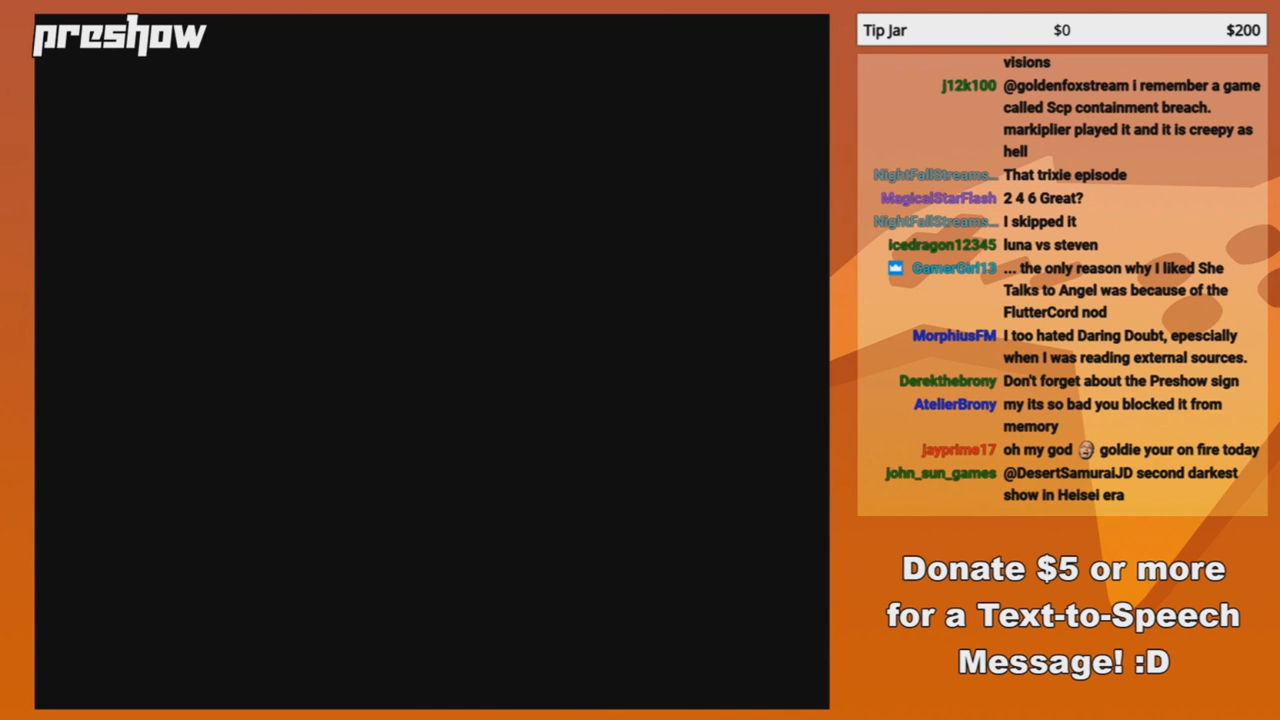 preshow
Tip Jar $0 $200
visions
j12k100 @goldenfoxstream i remember a game
called Scp containment breach.
markiplier played it and it is creepy as
hell
NightFallStreams... That trixie episode
MagicalStarFlash 2 4 6 Great?
NightFallStreams... I skipped it
icedragon12345 luna vs steven
GamerGirl13 ... the only reason why I liked She
Talks to Angel was because of the
FlutterCord nod
MorphiusFM I too hated Daring Doubt, epescially
when I was reading external sources.
Derekthebrony Don't forget about the Preshow sign
AtelierBrony my its so bad you blocked it from
memory
jayprime17 oh my god goldie your on fire today
john_sun_games @DesertSamuraiJD second darkest
show in Heisei era
Donate $5 or more
for a Text-to-Speech
Message! :D